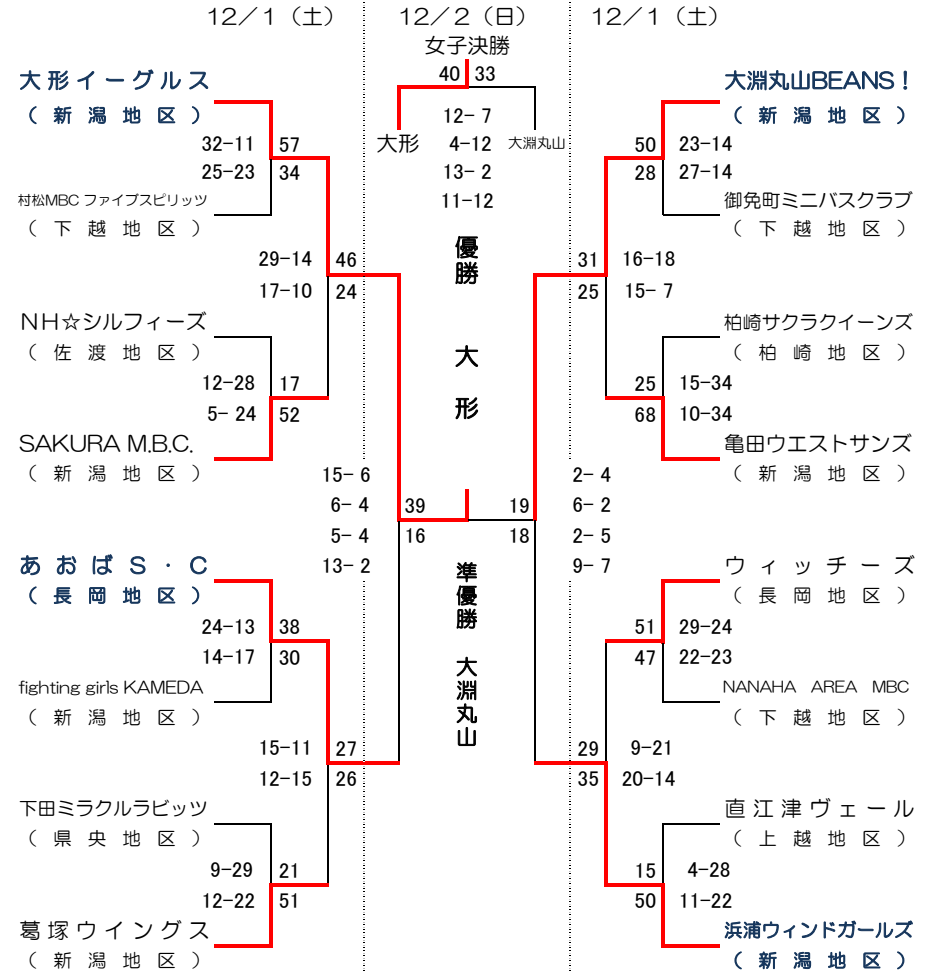 12／1（土）
12／2（日）
12／1（土）
女子決勝
40 33
12- 7
大形 4-12 大淵丸山
13- 2
11-12
優勝 大形
準優勝 大淵丸山
大形イーグルス
（新潟地区）
32-11 57
25-23 34
村松MBC ファイブスピリッツ
（下越地区）
29-14 46
17-10 24
NH☆シルフィーズ
（佐渡地区）
12-28 17
5- 24 52
SAKURA M.B.C.
（新潟地区）
15- 6
6- 4
5- 4
13- 2
39
16
あおばS・C
（長岡地区）
24-13 38
14-17 30
fighting girls KAMEDA
（新潟地区）
15-11 27
12-15 26
下田ミラクルラビッツ
（県央地区）
9-29 21
12-22 51
葛塚ウイングス
（新潟地区）
大淵丸山BEANS！
（新潟地区）
50 23-14
28 27-14
御免町ミニバスクラブ
（下越地区）
31 16-18
25 15- 7
柏崎サクラクイーンズ
（柏崎地区）
25 15-34
68 10-34
亀田ウエストサンズ
（新潟地区）
2- 4
6- 2
2- 5
9- 7
19
18
ウィッチーズ
（長岡地区）
51 29-24
47 22-23
NANAHA AREA MBC
（下越地区）
29 9-21
35 20-14
直江津ヴェール
（上越地区）
15 4-28
50 11-22
浜浦ウィンドガールズ
（新潟地区）